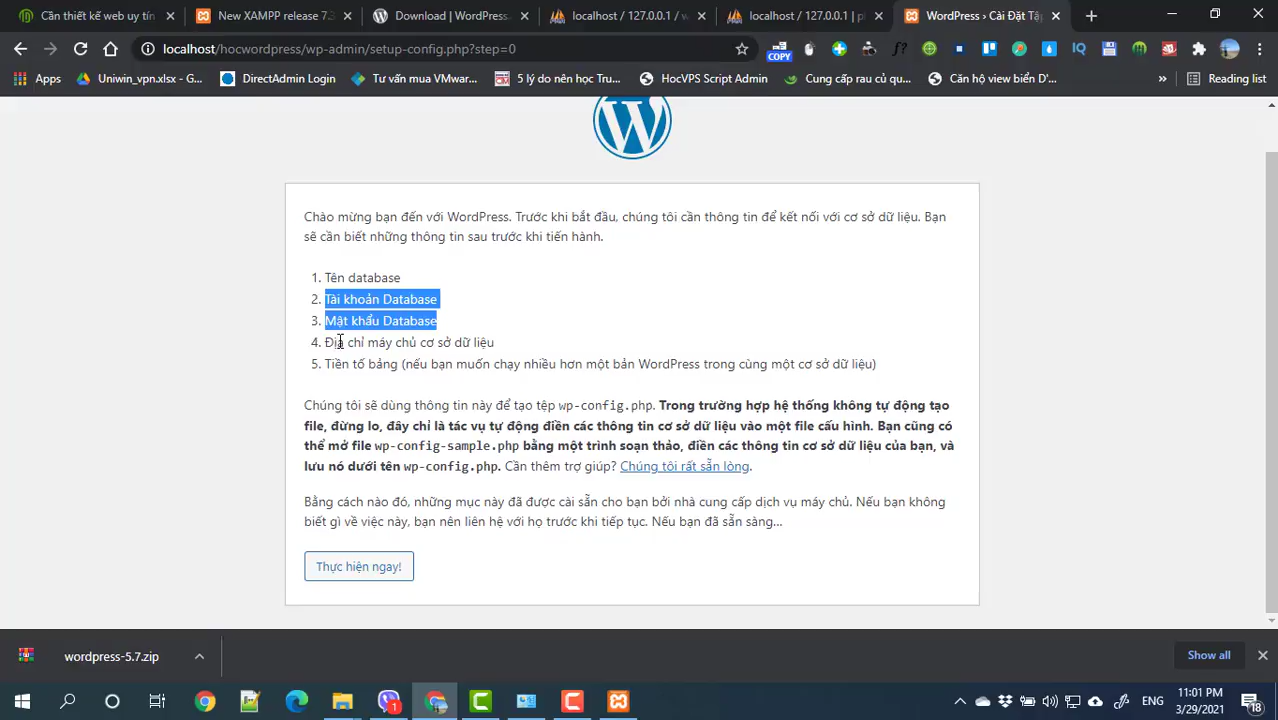 Cần thiết kế web uy tín
New XAMPP release 7.3
Download | WordPress.
localhost / 127.0.0.1 / w
localhost / 127.0.0.1 | ph
WordPress › Cài Đặt Tập
localhost/hocwordpress/wp-admin/setup-config.php?step=0
COPY
f?
IQ
Apps
Uniwin_vpn.xlsx - G...
DirectAdmin Login
Tư vấn mua VMwar...
5 lý do nên học Tru...
HocVPS Script Admin
Cung cấp rau củ qu...
Căn hộ view biển D'...
»
Reading list
Chào mừng bạn đến với WordPress. Trước khi bắt đầu, chúng tôi cần thông tin để kết nối với cơ sở dữ liệu. Bạn
sẽ cần biết những thông tin sau trước khi tiến hành.
1. Tên database
2. Tài khoản Database
3. Mật khẩu Database
4. Địa chỉ máy chủ cơ sở dữ liệu
5. Tiền tố bảng (nếu bạn muốn chạy nhiều hơn một bản WordPress trong cùng một cơ sở dữ liệu)
Chúng tôi sẽ dùng thông tin này để tạo tệp wp-config.php. Trong trường hợp hệ thống không tự động tạo
file, đừng lo, đây chỉ là tác vụ tự động điền các thông tin cơ sở dữ liệu vào một file cấu hình. Bạn cũng có
thể mở file wp-config-sample.php bằng một trình soạn thảo, điền các thông tin cơ sở dữ liệu của bạn, và
lưu nó dưới tên wp-config.php. Cần thêm trợ giúp? Chúng tôi rất sẵn lòng.
Bằng cách nào đó, những mục này đã được cài sẵn cho bạn bởi nhà cung cấp dịch vụ máy chủ. Nếu bạn không
biết gì về việc này, bạn nên liên hệ với họ trước khi tiếp tục. Nếu bạn đã sẵn sàng...
Thực hiện ngay!
wordpress-5.7.zip
Show all
1
ENG
11:01 PM
3/29/2021
18